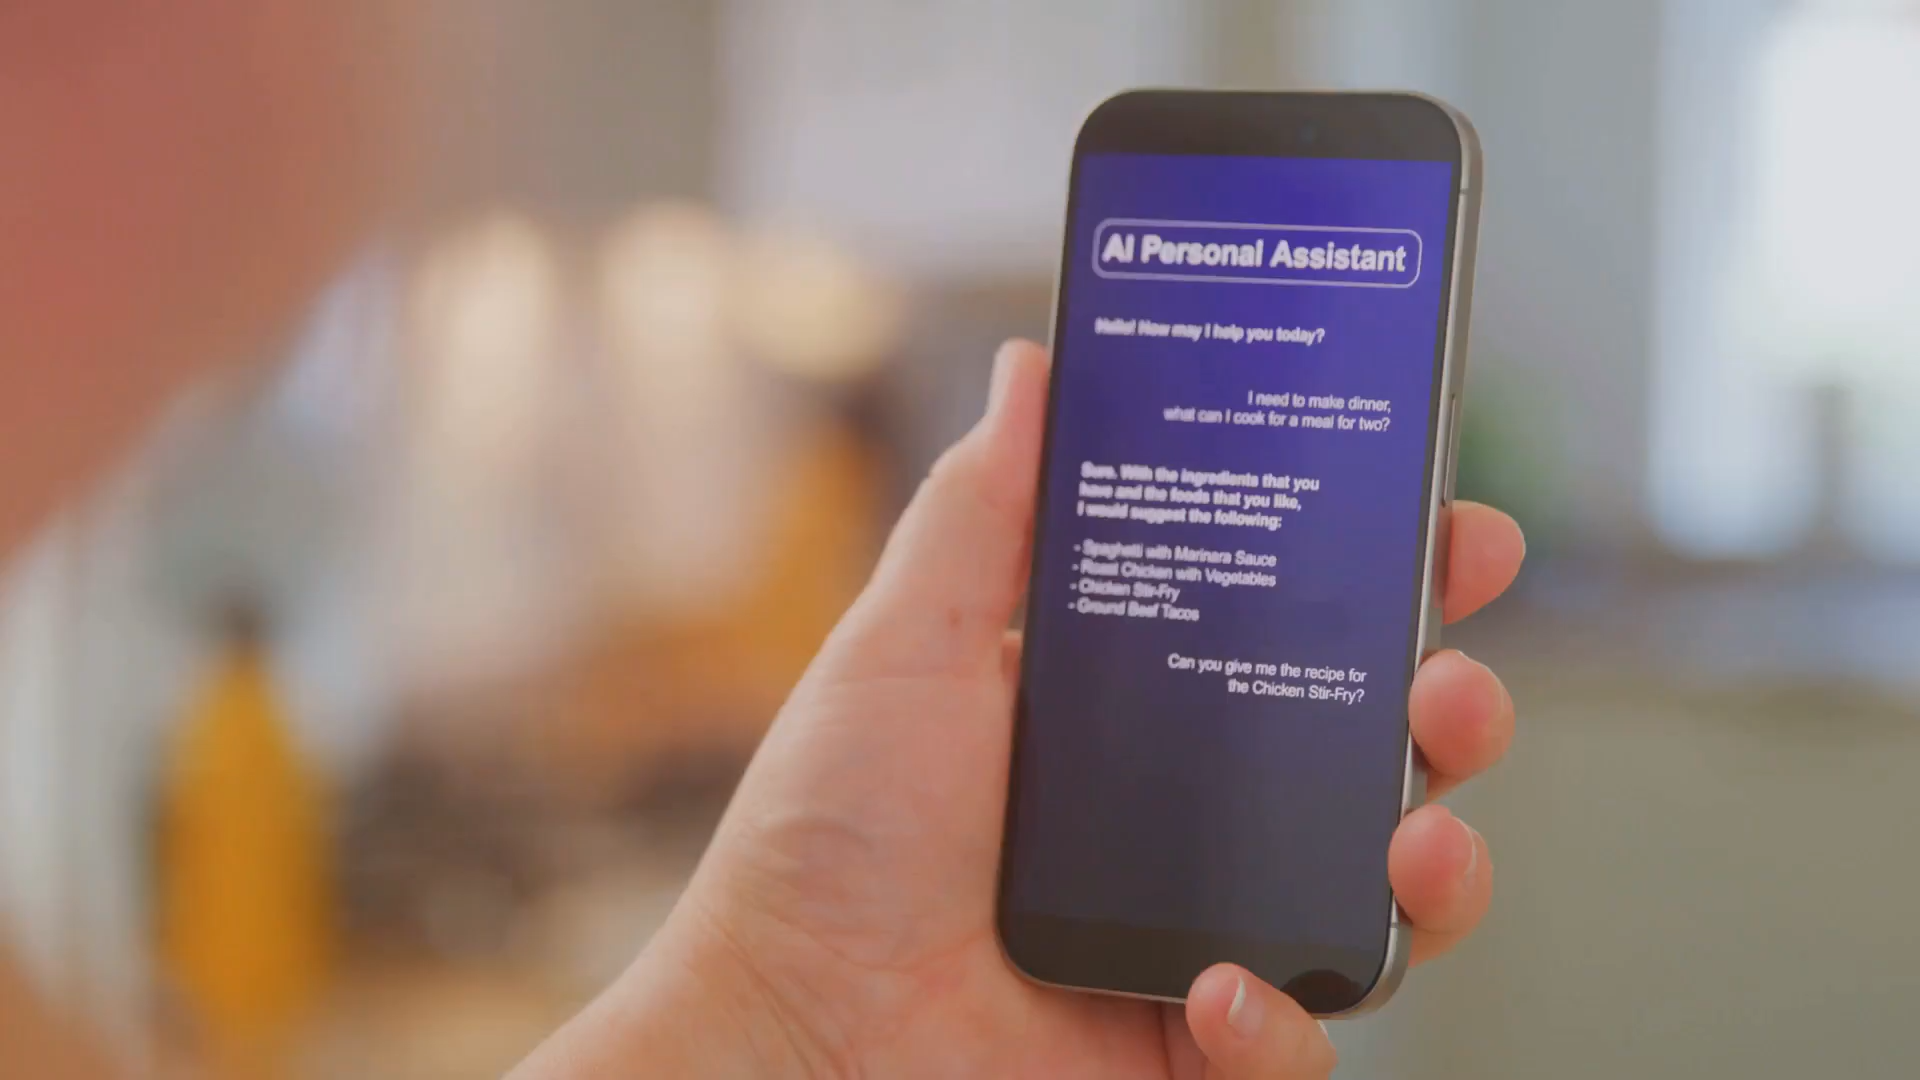 AI Personal Assistant
Hello! How may I help you today?
I need to make dinner,
what can I cook for a meal for two?
Sure. With the ingredients that you
have and the foods that you like,
I would suggest the following:
- Spaghetti with Marinara Sauce
- Roast Chicken with Vegetables
- Chicken Stir-Fry
- Ground Beef Tacos
Can you give me the recipe for
the Chicken Stir-Fry?